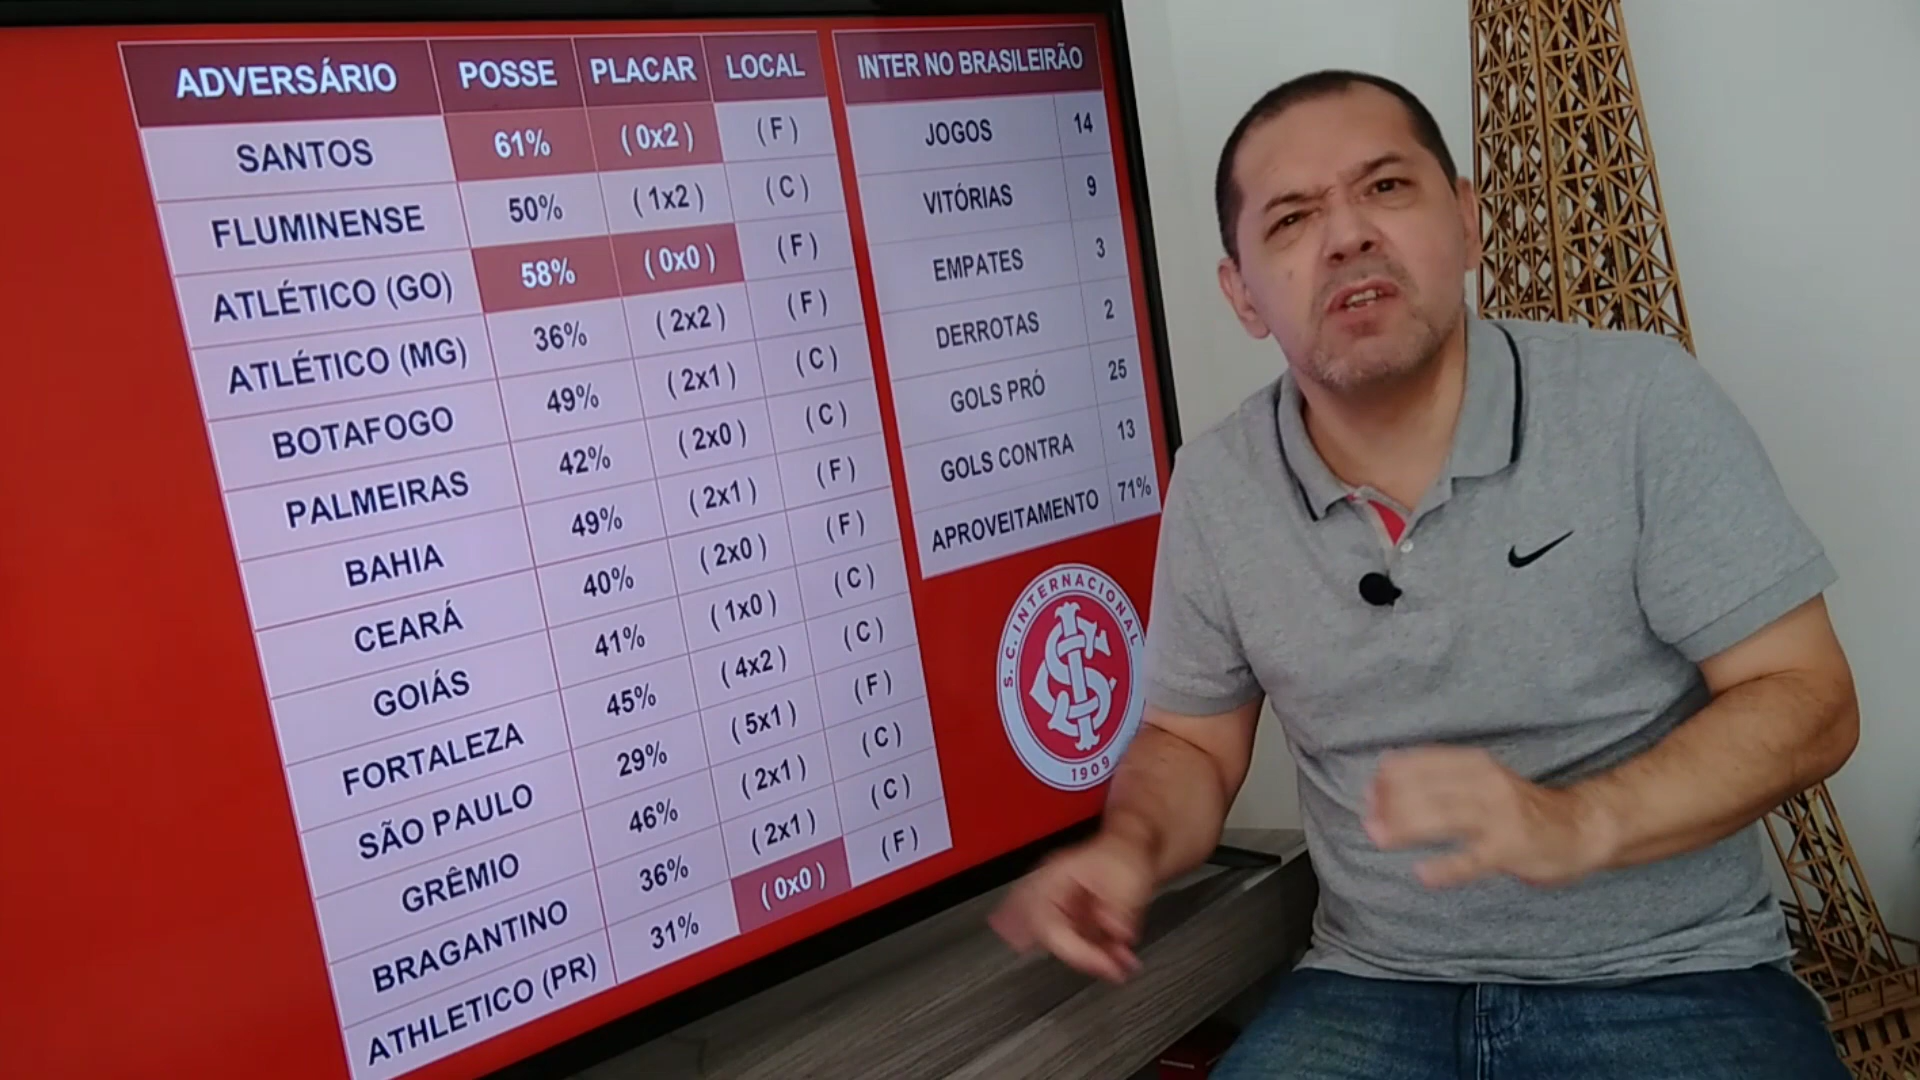 ADVERSÁRIO POSSE PLACAR LOCAL
SANTOS 61% ( 0x2 ) ( F )
FLUMINENSE 50% ( 1x2 ) ( C )
ATLÉTICO (GO) 58% ( 0x0 ) ( F )
ATLÉTICO (MG) 36% ( 2x2 ) ( F )
BOTAFOGO 49% ( 2x1 ) ( C )
PALMEIRAS 42% ( 2x0 ) ( C )
BAHIA 49% ( 2x1 ) ( F )
CEARÁ 40% ( 2x0 ) ( F )
GOIÁS 41% ( 1x0 ) ( C )
FORTALEZA 45% ( 4x2 ) ( C )
SÃO PAULO 29% ( 5x1 ) ( F )
GRÊMIO 46% ( 2x1 ) ( C )
BRAGANTINO 36% ( 2x1 ) ( C )
ATHLETICO (PR) 31% ( 0x0 ) ( F )
INTER NO BRASILEIRÃO
JOGOS 14
VITÓRIAS 9
EMPATES 3
DERROTAS 2
GOLS PRÓ 25
GOLS CONTRA 13
APROVEITAMENTO 71%
S. C. INTERNACIONAL
1909